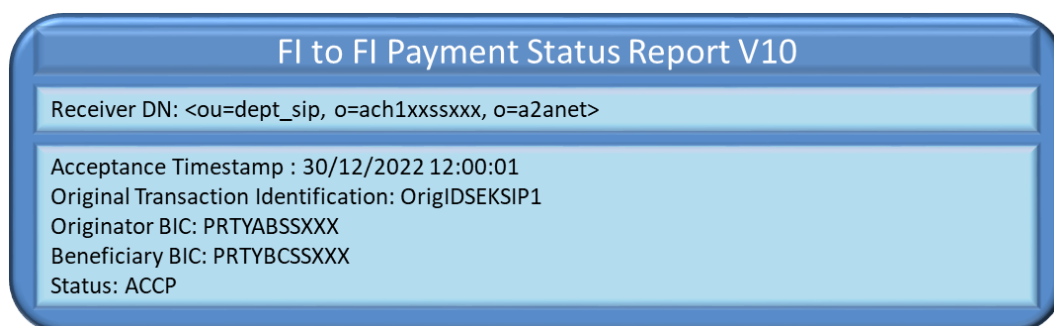 FI to FI Payment Status Report V10
Receiver DN: <ou=dept_sip, o=ach1xxssxxx, o=a2anet>
Acceptance Timestamp : 30/12/2022 12:00:01
Original Transaction Identification: OrigIDSEKSIP1
Originator BIC: PRTYABSSXXX
Beneficiary BIC: PRTYBCSSXXX
Status: ACCP